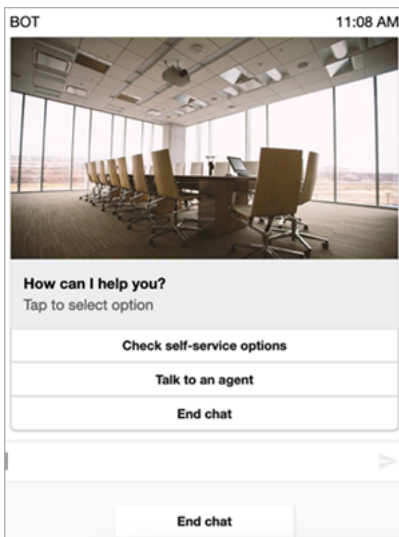 BOT 11:08 AM
How can I help you?
Tap to select option
Check self-service options
Talk to an agent
End chat
End chat